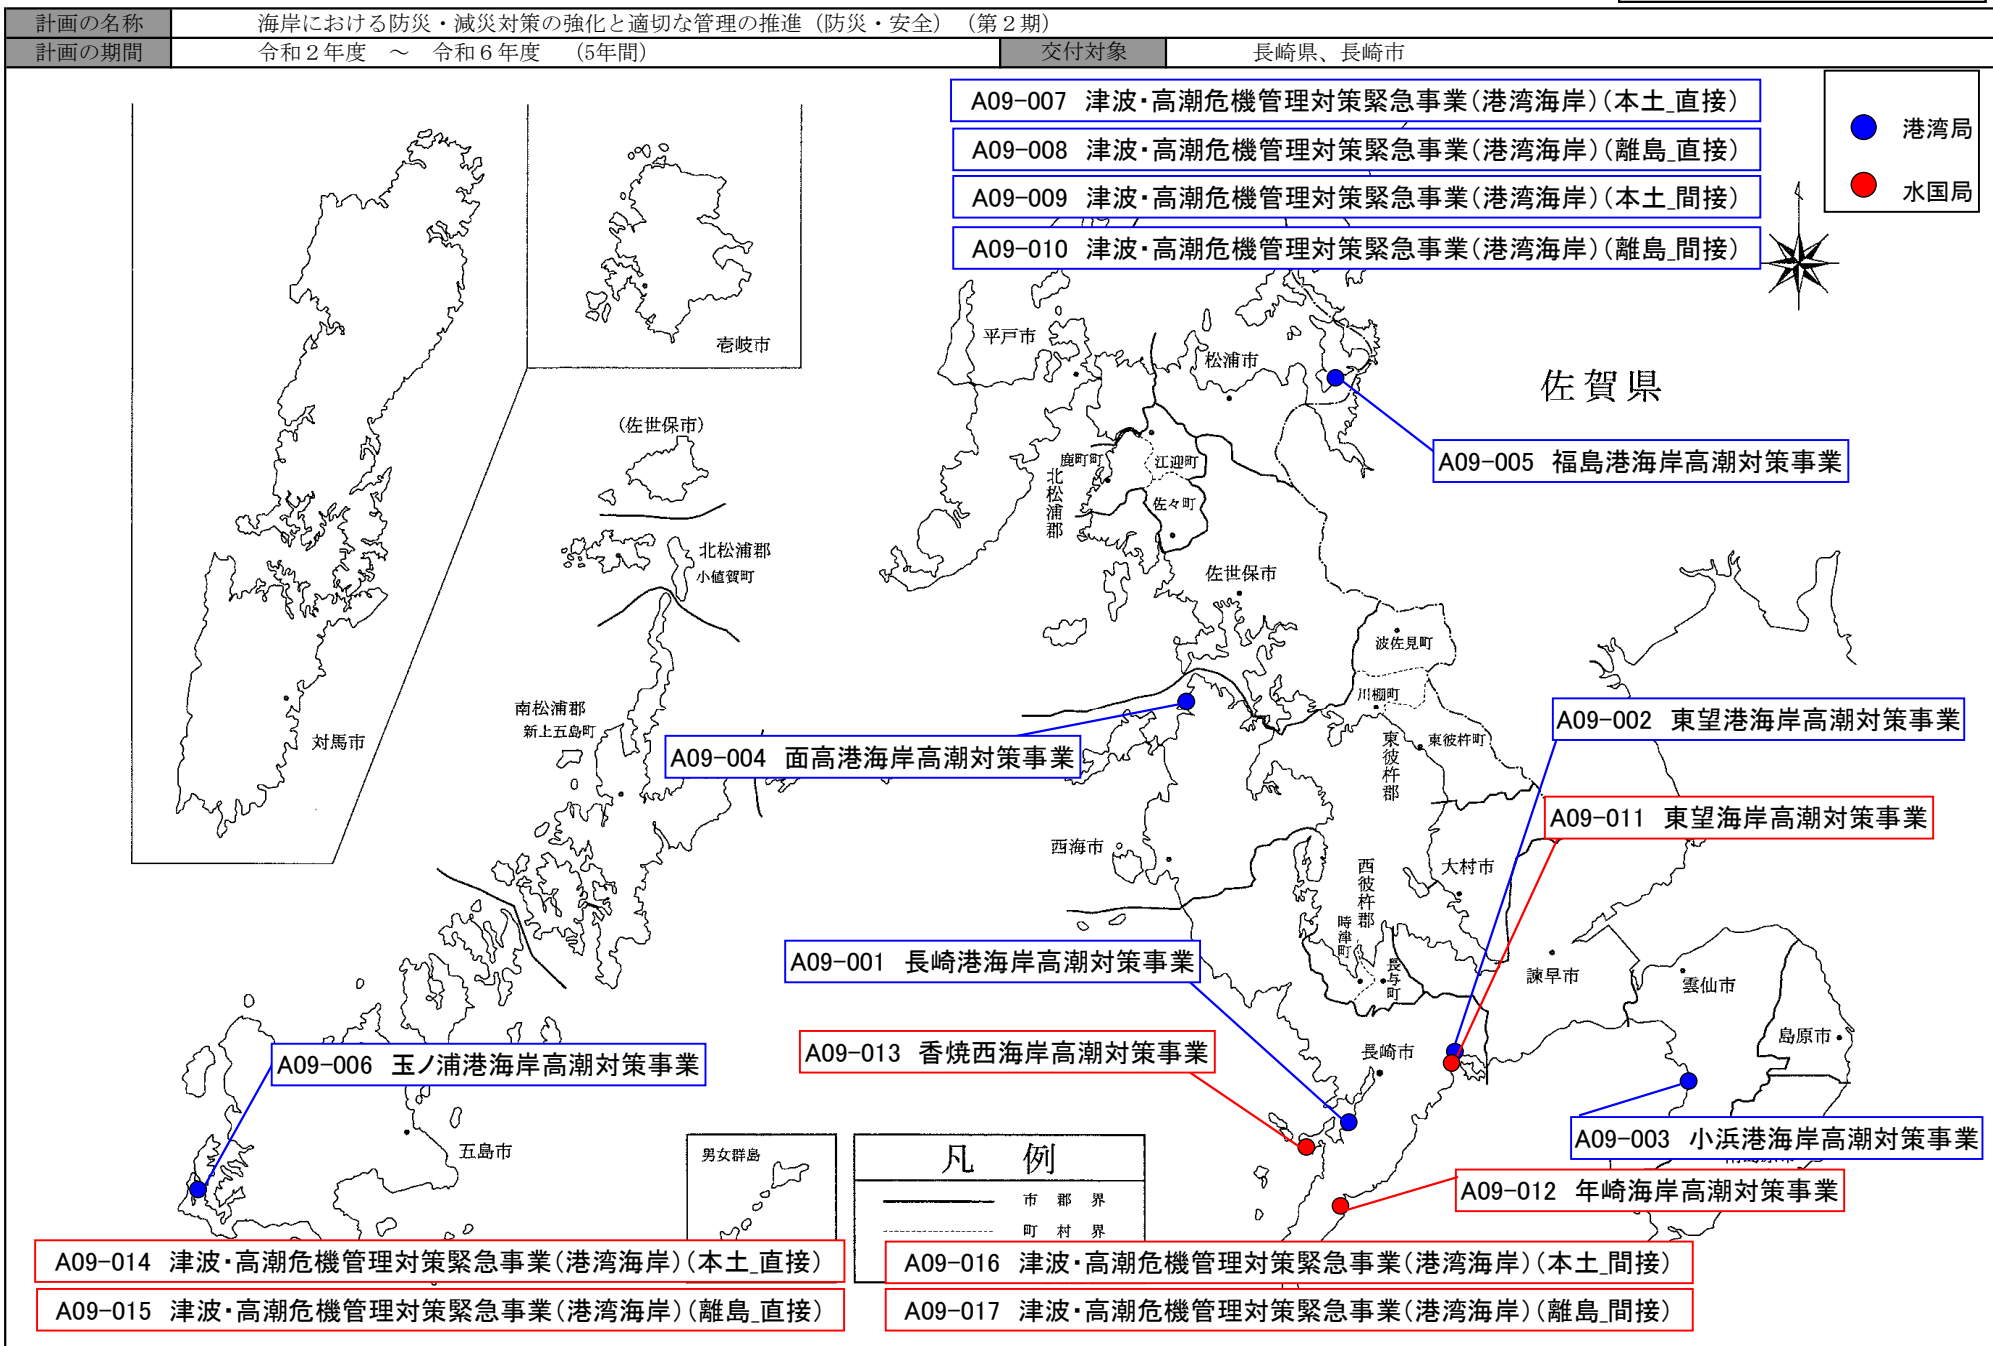 計画の名称 海岸における防災・減災対策の強化と適切な管理の推進（防災・安全）（第２期）
計画の期間 令和２年度 ～ 令和６年度 (5年間) 交付対象 長崎県、長崎市
A09-007 津波・高潮危機管理対策緊急事業(港湾海岸)(本土_直接)
A09-008 津波・高潮危機管理対策緊急事業(港湾海岸)(離島_直接)
A09-009 津波・高潮危機管理対策緊急事業(港湾海岸)(本土_間接)
A09-010 津波・高潮危機管理対策緊急事業(港湾海岸)(離島_間接)
港湾局
水国局
壱岐市
平戸市
松浦市
佐賀県
(佐世保市)
A09-005 福島港海岸高潮対策事業
鹿町町
江迎町
北松浦郡
佐々町
北松浦郡
小値賀町
佐世保市
波佐見町
川棚町
南松浦郡
新上五島町
対馬市
A09-004 面高港海岸高潮対策事業
A09-002 東望港海岸高潮対策事業
東彼杵町
東彼杵郡
A09-011 東望海岸高潮対策事業
西海市
大村市
西彼杵郡
時津町
長与町
A09-001 長崎港海岸高潮対策事業
諫早市
雲仙市
島原市
A09-013 香焼西海岸高潮対策事業
長崎市
A09-006 玉ノ浦港海岸高潮対策事業
五島市
男女群島
凡 例
市 郡 界
町 村 界
A09-003 小浜港海岸高潮対策事業
A09-012 年崎海岸高潮対策事業
A09-014 津波・高潮危機管理対策緊急事業(港湾海岸)(本土_直接)
A09-016 津波・高潮危機管理対策緊急事業(港湾海岸)(本土_間接)
A09-015 津波・高潮危機管理対策緊急事業(港湾海岸)(離島_直接)
A09-017 津波・高潮危機管理対策緊急事業(港湾海岸)(離島_間接)